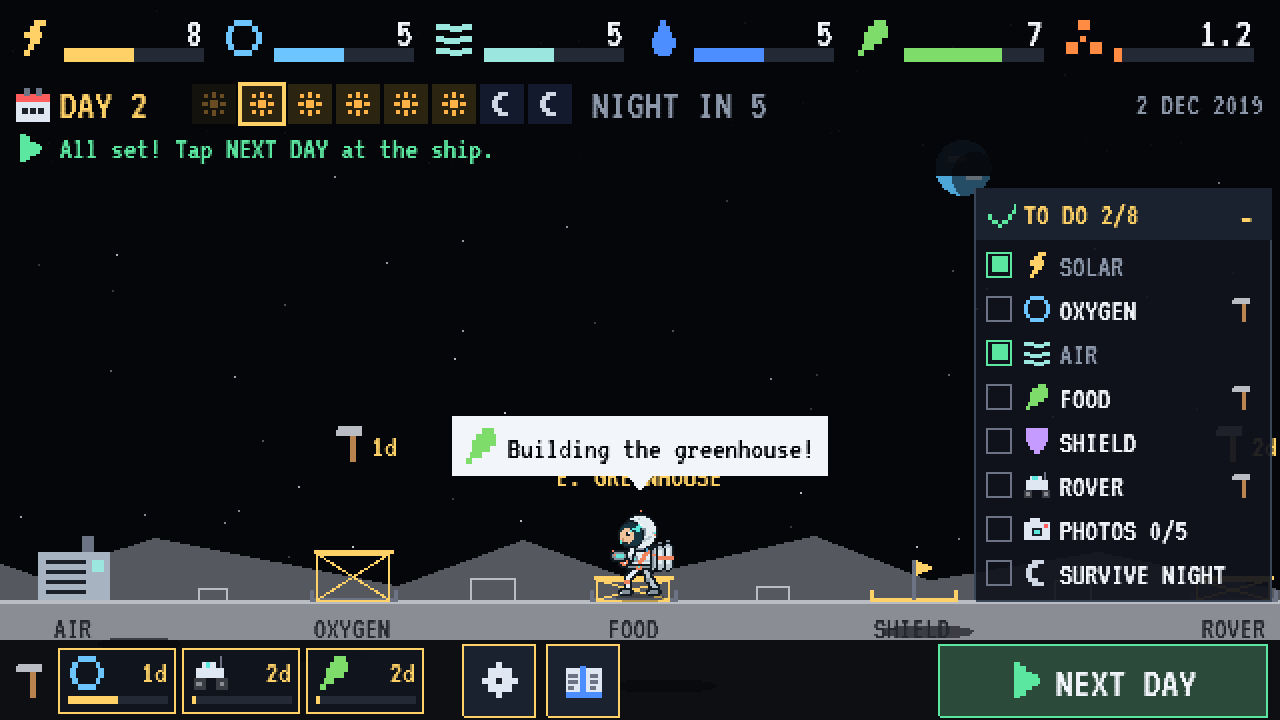 8 5 5 5 7 1.2
DAY 2 NIGHT IN 5 2 DEC 2019
All set! Tap NEXT DAY at the ship.
TO DO 2/8 -
SOLAR
OXYGEN
AIR
FOOD
SHIELD
ROVER
PHOTOS 0/5
SURVIVE NIGHT
1d
2d
Building the greenhouse!
E. GREENHOUSE
AIR OXYGEN FOOD SHIELD ROVER
1d 2d 2d NEXT DAY